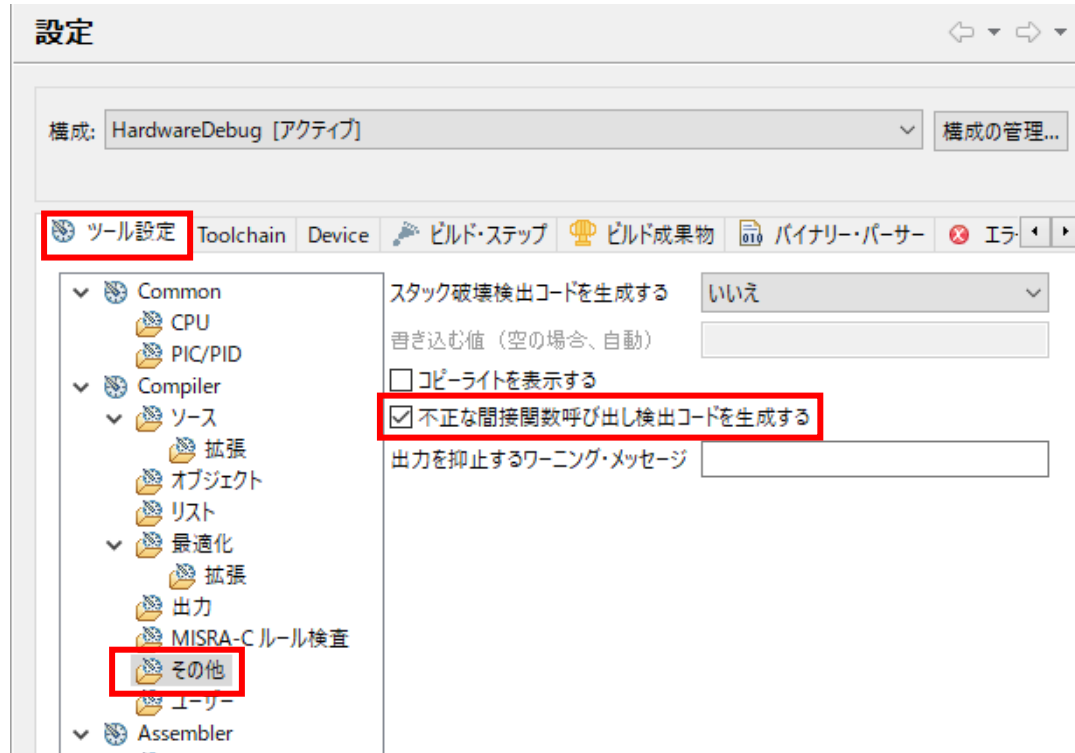 設定
構成: HardwareDebug [アクティブ] 構成の管理...
ツール設定 Toolchain Device ビルド・ステップ ビルド成果物 バイナリー・パーサー エラ
Common
CPU
PIC/PID
Compiler
ソース
拡張
オブジェクト
リスト
最適化
拡張
出力
MISRA-C ルール検査
その他
ユーザー
Assembler
スタック破壊検出コードを生成する いいえ
書き込む値（空の場合、自動）
コピーライトを表示する
不正な間接関数呼び出し検出コードを生成する
出力を抑止するワーニング・メッセージ